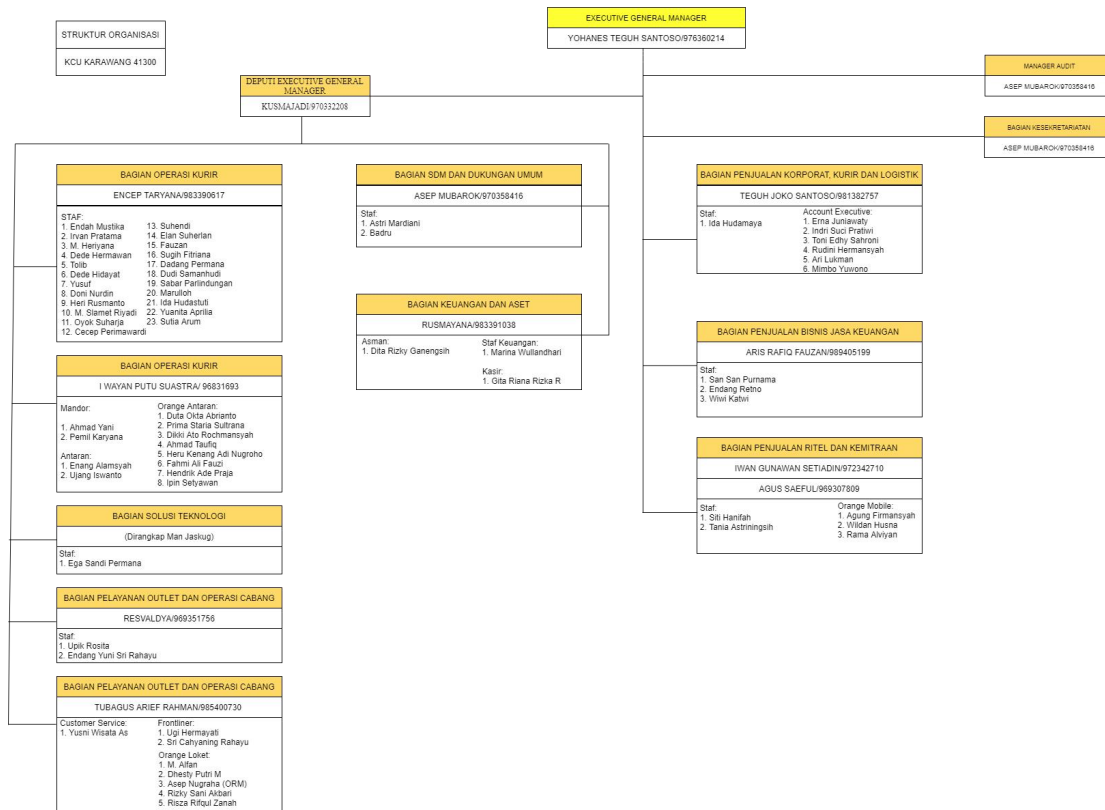 STRUKTUR ORGANISASI
KCU KARAWANG 41300
EXECUTIVE GENERAL MANAGER
YOHANES TEGUH SANTOSO/976360214
MANAGER AUDIT
ASEP MUBAROK/970358416
BAGIAN KESEKRETARIATAN
ASEP MUBAROK/970358416
DEPUTI EXECUTIVE GENERAL
MANAGER
KUSMAJADI/970332208
BAGIAN OPERASI KURIR
ENCEP TARYANA/983390617
STAF:
1. Endah Mustika
2. Irvan Pratama
3. M. Heriyana
4. Dede Hermawan
5. Tolib
6. Dede Hidayat
7. Yusuf
8. Doni Nurdin
9. Heri Rusmanto
10. M. Slamet Riyadi
11. Oyok Suharja
12. Cecep Perimawardi
13. Suhendi
14. Elan Suherlan
15. Fauzan
16. Sugih Fitriana
17. Dadang Permana
18. Dudi Samanhudi
19. Sabar Parlindungan
20. Marulloh
21. Ida Hudastuti
22. Yuanita Aprilia
23. Sutia Arum
BAGIAN OPERASI KURIR
I WAYAN PUTU SUASTRA/ 96831693
Mandor:
1. Ahmad Yani
2. Pemil Karyana
Antaran:
1. Enang Alamsyah
2. Ujang Iswanto
Orange Antaran:
1. Duta Okta Abrianto
2. Prima Staria Sultrana
3. Dikki Ato Rochmansyah
4. Ahmad Taufiq
5. Heru Kenang Adi Nugroho
6. Fahmi Ali Fauzi
7. Hendrik Ade Praja
8. Ipin Setyawan
BAGIAN SOLUSI TEKNOLOGI
(Dirangkap Man Jaskug)
Staf:
1. Ega Sandi Permana
BAGIAN PELAYANAN OUTLET DAN OPERASI CABANG
RESVALDYA/969351756
Staf:
1. Upik Rosita
2. Endang Yuni Sri Rahayu
BAGIAN PELAYANAN OUTLET DAN OPERASI CABANG
TUBAGUS ARIEF RAHMAN/985400730
Customer Service:
1. Yusni Wisata As
Frontliner:
1. Ugi Hermayati
2. Sri Cahyaning Rahayu
Orange Loket:
1. M. Alfan
2. Dhesty Putri M
3. Asep Nugraha (ORM)
4. Rizky Sani Akbari
5. Risza Rifqul Zanah
BAGIAN SDM DAN DUKUNGAN UMUM
ASEP MUBAROK/970358416
Staf:
1. Astri Mardiani
2. Badru
BAGIAN KEUANGAN DAN ASET
RUSMAYANA/983391038
Asman:
1. Dita Rizky Ganengsih
Staf Keuangan:
1. Marina Wullandhari
Kasir:
1. Gita Riana Rizka R
BAGIAN PENJUALAN KORPORAT, KURIR DAN LOGISTIK
TEGUH JOKO SANTOSO/981382757
Staf:
1. Ida Hudamaya
Account Executive:
1. Erna Juniawaty
2. Indri Suci Pratiwi
3. Toni Edhy Sahroni
4. Rudini Hermansyah
5. Ari Lukman
6. Mimbo Yuwono
BAGIAN PENJUALAN BISNIS JASA KEUANGAN
ARIS RAFIQ FAUZAN/989405199
Staf:
1. San San Purnama
2. Endang Retno
3. Wiwi Katwi
BAGIAN PENJUALAN RITEL DAN KEMITRAAN
IWAN GUNAWAN SETIADIN/972342710
AGUS SAEFUL/969307809
Staf:
1. Siti Hanifah
2. Tania Astriningsih
Orange Mobile:
1. Agung Firmansyah
2. Wildan Husna
3. Rama Alviyan